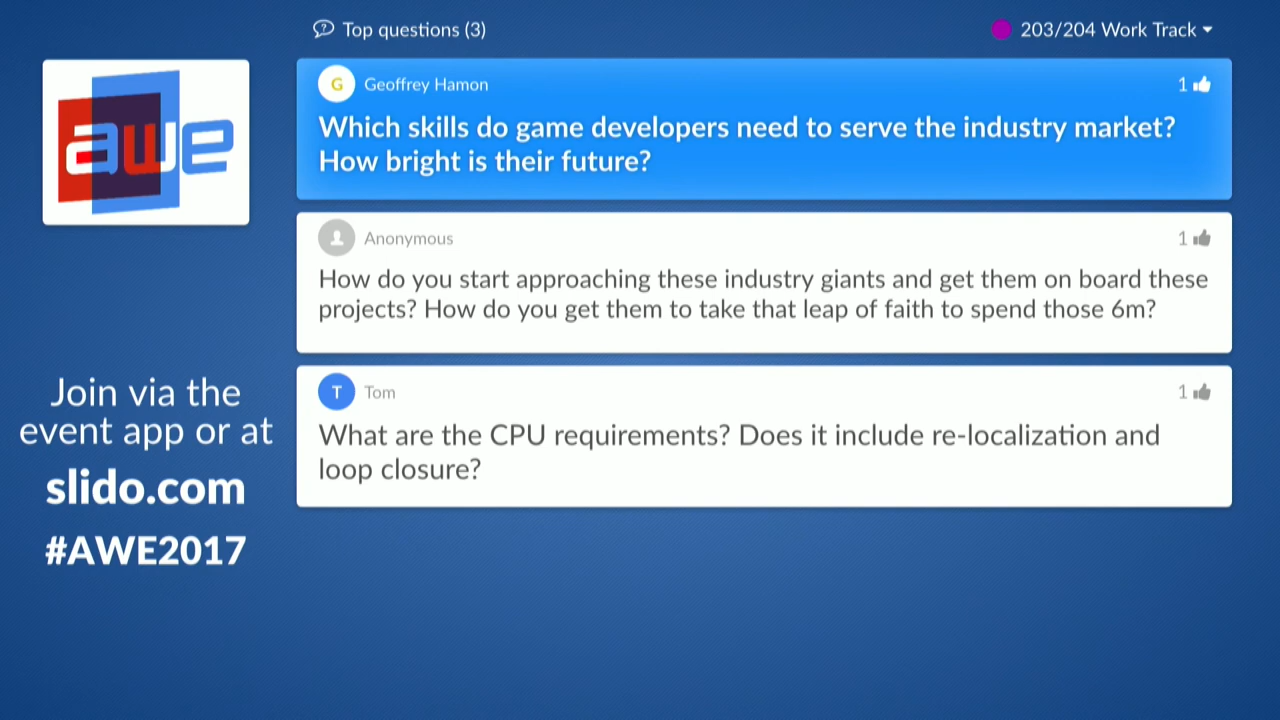 Top questions (3)
203/204 Work Track
awe
G
Geoffrey Hamon
1
Which skills do game developers need to serve the industry market?
How bright is their future?
Anonymous
1
How do you start approaching these industry giants and get them on board these
projects? How do you get them to take that leap of faith to spend those 6m?
T
Tom
1
What are the CPU requirements? Does it include re-localization and
loop closure?
Join via the
event app or at
slido.com
#AWE2017